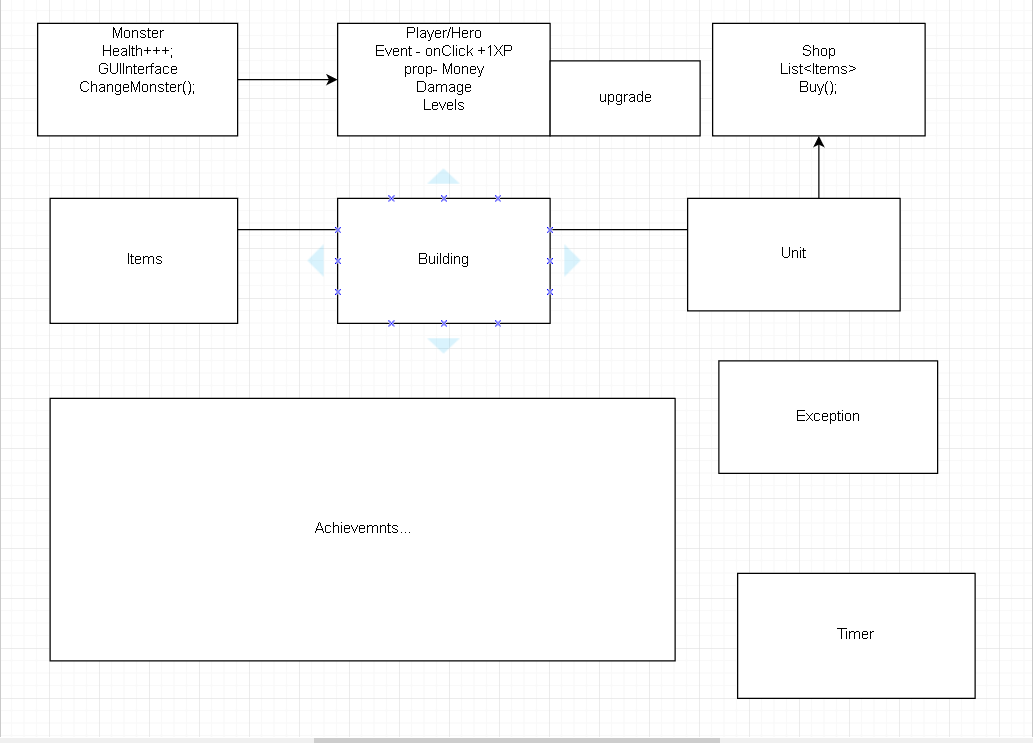 Monster
Health+++;
GUIInterface
ChangeMonster();
Player/Hero
Event - onClick +1XP
prop- Money
Damage
Levels
upgrade
Shop
List<Items>
Buy();
Items
Building
Unit
Exception
Achievemnts...
Timer